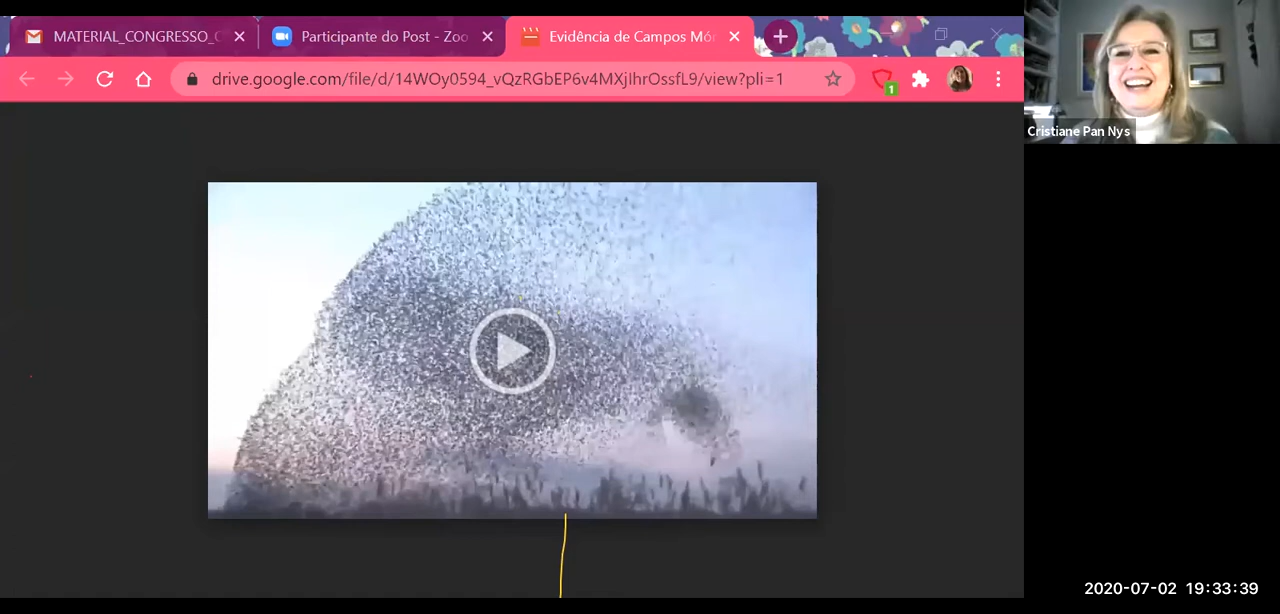 MATERIAL_CONGRESSO_C
Participante do Post - Zoo
Evidência de Campos Mór
drive.google.com/file/d/14WOy0594_vQzRGbEP6v4MXjlhrOssfL9/view?pli=1
1
Cristiane Pan Nys
2020-07-02 19:33:39